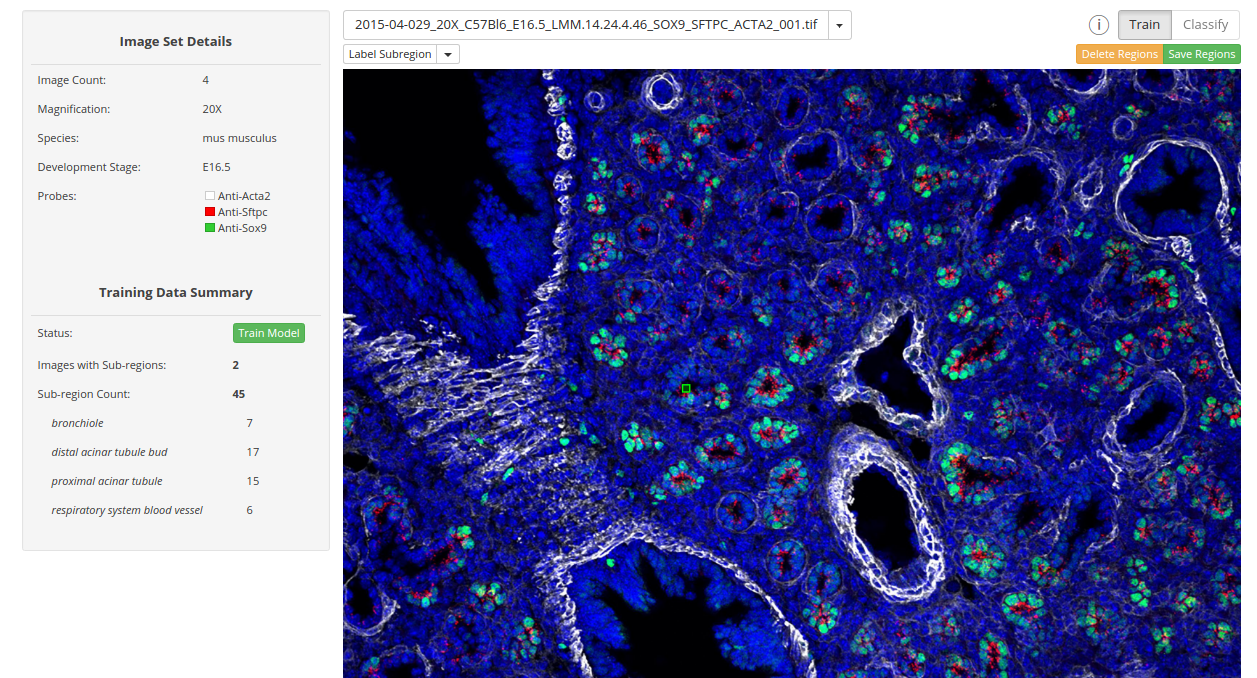 Image Set Details
Image Count: 4
Magnification: 20X
Species: mus musculus
Development Stage: E16.5
Probes: Anti-Acta2
Anti-Sftpc
Anti-Sox9
Training Data Summary
Status: Train Model
Images with Sub-regions: 2
Sub-region Count: 45
bronchiole 7
distal acinar tubule bud 17
proximal acinar tubule 15
respiratory system blood vessel 6
2015-04-029_20X_C57Bl6_E16.5_LMM.14.24.4.46_SOX9_SFTPC_ACTA2_001.tif
i Train Classify
Label Subregion
Delete Regions Save Regions